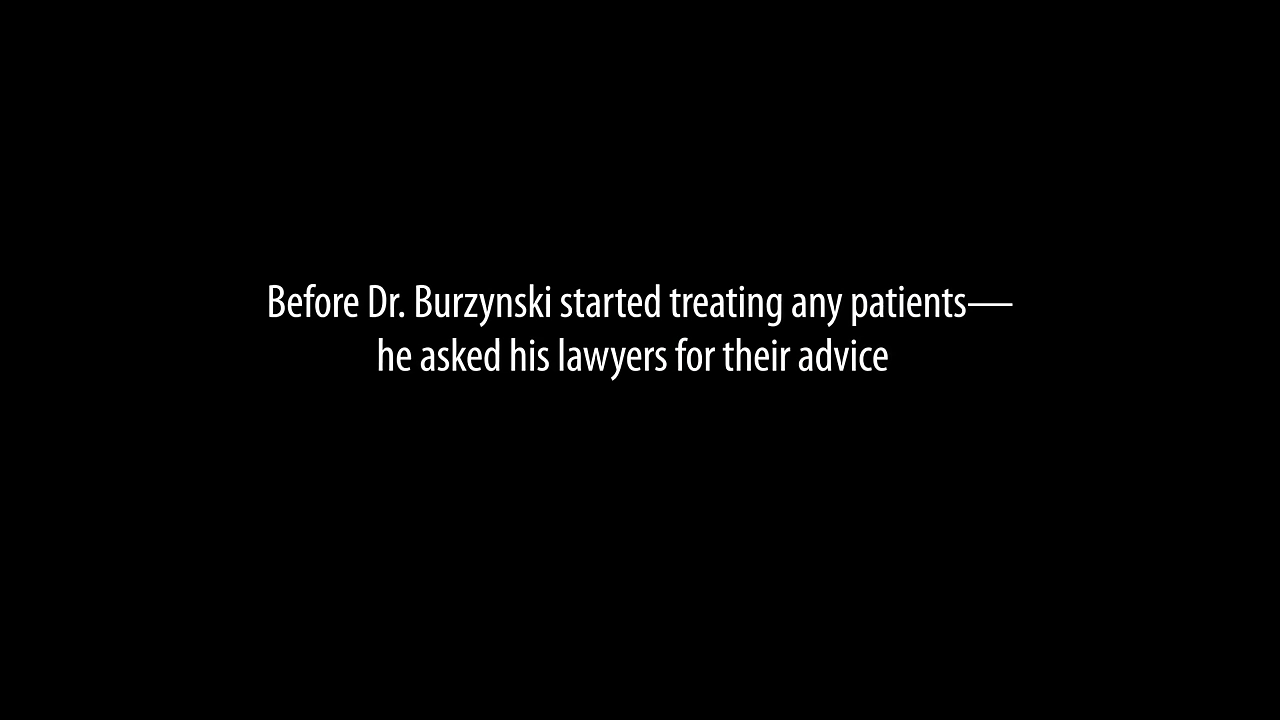 Before Dr. Burzynski started treating any patients—
he asked his lawyers for their advice